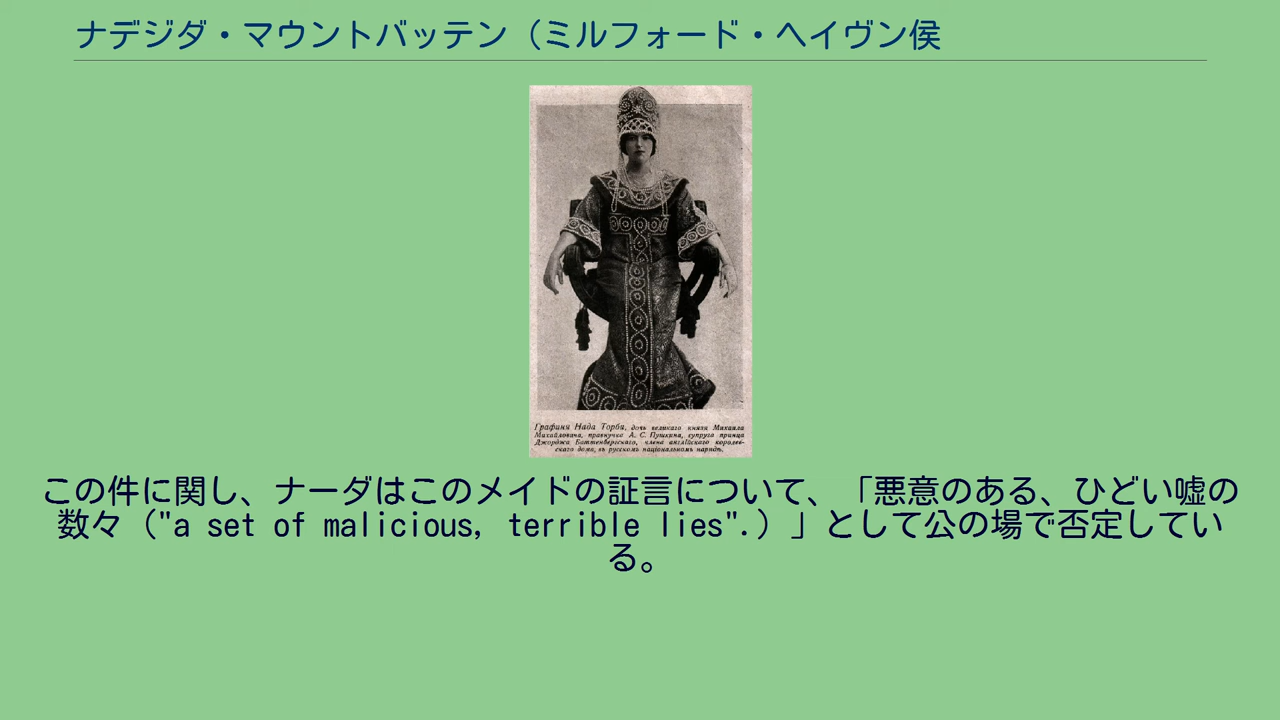 ナデジダ・マウントバッテン（ミルフォード・ヘイヴン侯
Графиня Нада Торби, дочь великаго князя Михаила
Михайловича, правнучка А. С. Пушкина, супруга принца
Джорджа Баттенбергскаго, члена англійскаго королев-
скаго дома, въ русскомъ національномъ нарядѣ.
この件に関し、ナーダはこのメイドの証言について、「悪意のある、ひどい嘘の
数々（"a set of malicious, terrible lies".）」として公の場で否定してい
る。